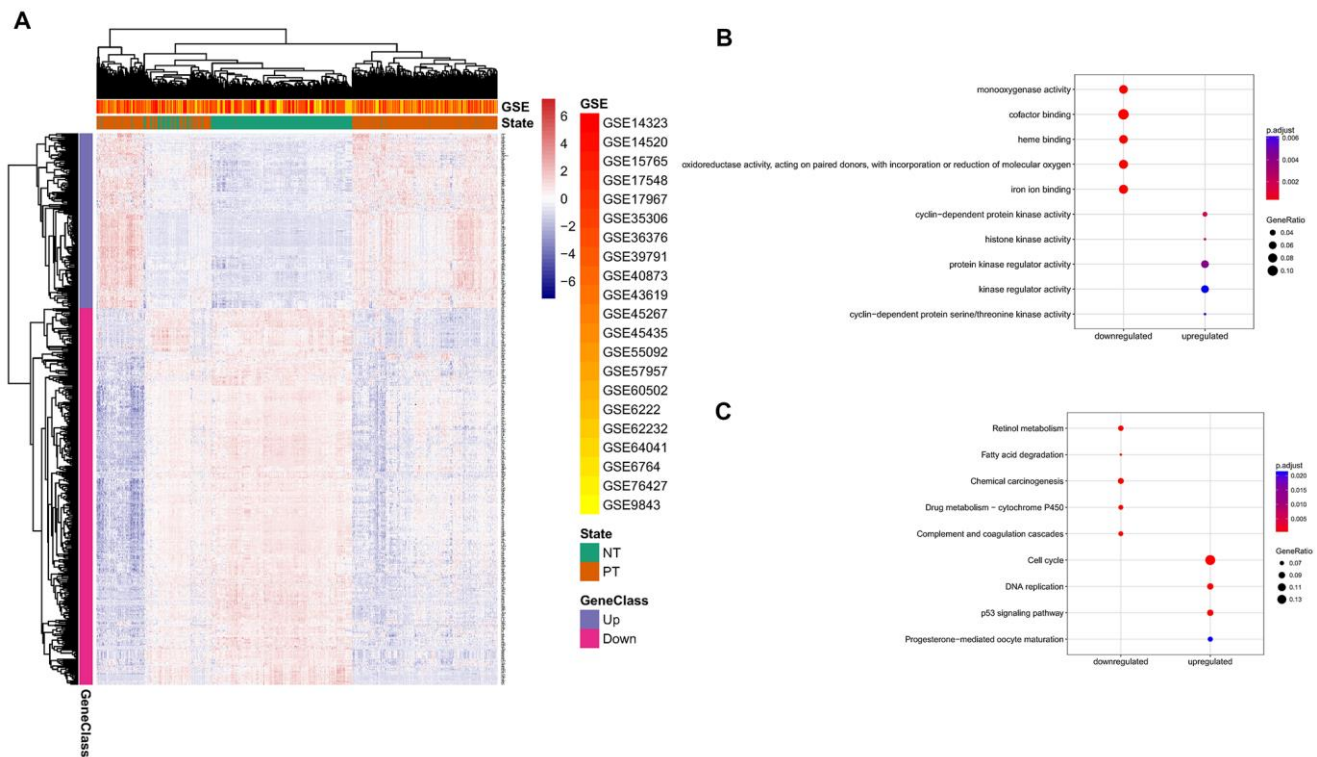 A
GSE
State
6
4
2
0
−2
−4
−6
GSE
GSE14323
GSE14520
GSE15765
GSE17548
GSE17967
GSE35306
GSE36376
GSE39791
GSE40873
GSE43619
GSE45267
GSE45435
GSE55092
GSE57957
GSE60502
GSE6222
GSE62232
GSE64041
GSE6764
GSE76427
GSE9843
State
NT
PT
GeneClass
Up
Down
GeneClass
B
monooxygenase activity
cofactor binding
heme binding
oxidoreductase activity, acting on paired donors, with incorporation or reduction of molecular oxygen
iron ion binding
cyclin−dependent protein kinase activity
histone kinase activity
protein kinase regulator activity
kinase regulator activity
cyclin−dependent protein serine/threonine kinase activity
downregulated upregulated
p.adjust
0.006
0.004
0.002
GeneRatio
0.04
0.06
0.08
0.10
C
Retinol metabolism
Fatty acid degradation
Chemical carcinogenesis
Drug metabolism − cytochrome P450
Complement and coagulation cascades
Cell cycle
DNA replication
p53 signaling pathway
Progesterone−mediated oocyte maturation
downregulated upregulated
p.adjust
0.020
0.015
0.010
0.005
GeneRatio
0.07
0.09
0.11
0.13